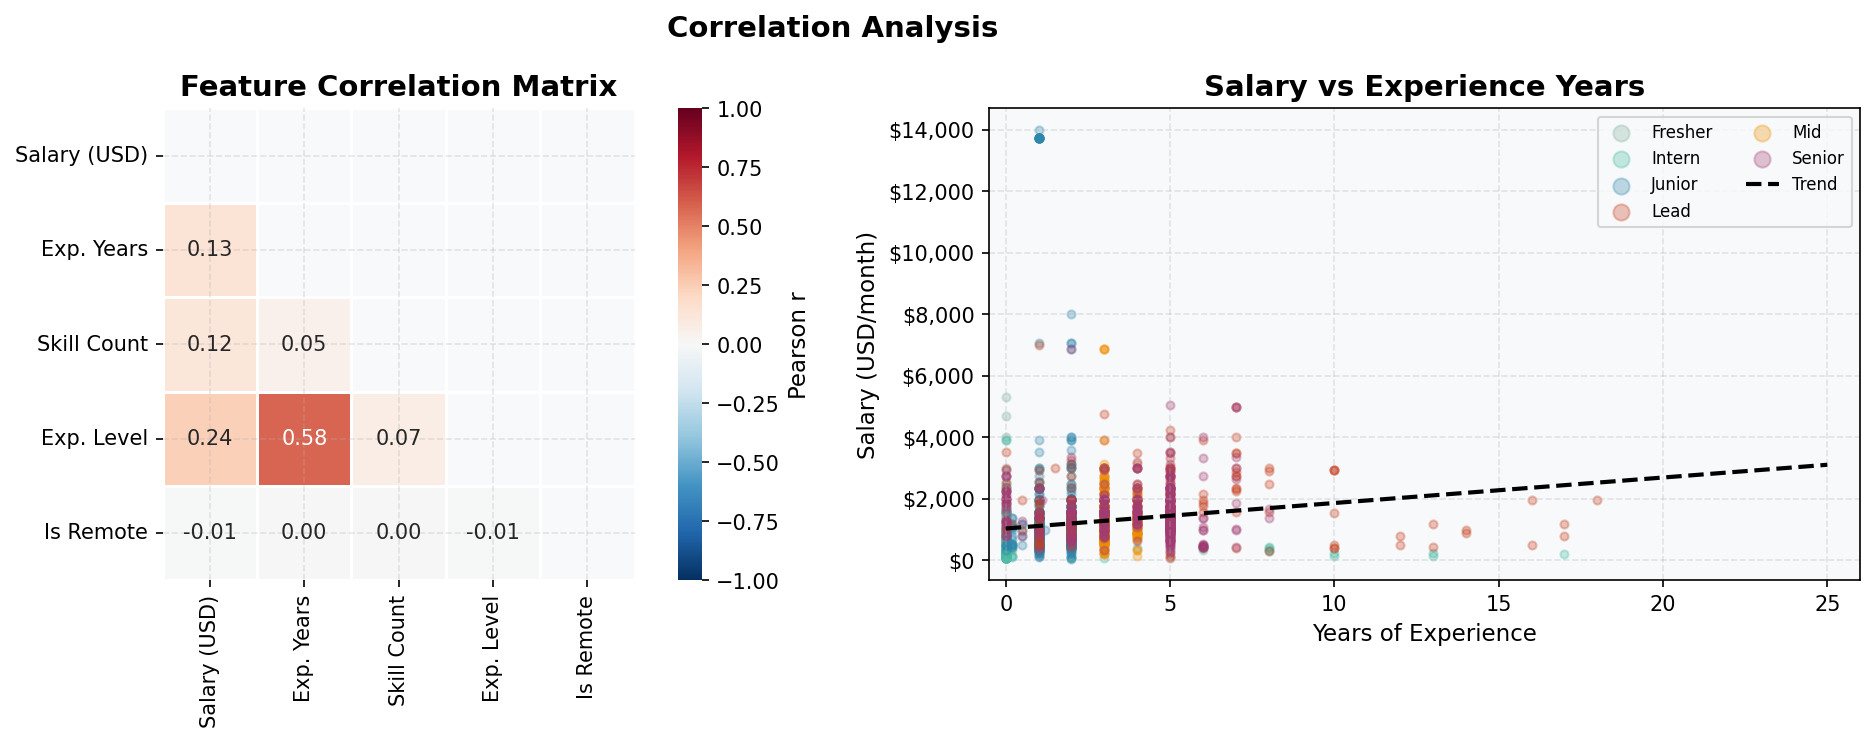 Correlation Analysis
Feature Correlation Matrix
Salary (USD)
Exp. Years
Skill Count
Exp. Level
Is Remote
0.13
0.12 0.05
0.24 0.58 0.07
-0.01 0.00 0.00 -0.01
Salary (USD)
Exp. Years
Skill Count
Exp. Level
Is Remote
1.00
0.75
0.50
0.25
0.00
−0.25
−0.50
−0.75
−1.00
Pearson r
Salary vs Experience Years
Salary (USD/month)
$14,000
$12,000
$10,000
$8,000
$6,000
$4,000
$2,000
$0
0 5 10 15 20 25
Years of Experience
Fresher
Intern
Junior
Lead
Mid
Senior
Trend